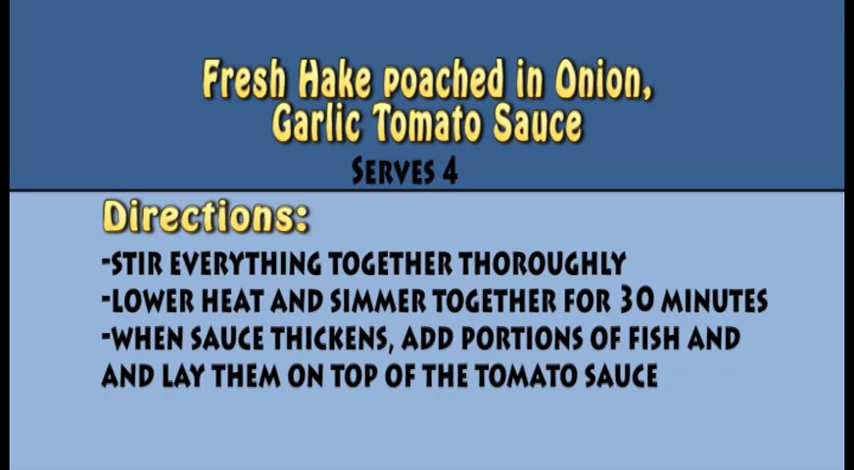 Fresh Hake poached in Onion,
Garlic Tomato Sauce
SERVES 4
Directions:
-STIR EVERYTHING TOGETHER THOROUGHLY
-LOWER HEAT AND SIMMER TOGETHER FOR 30 MINUTES
-WHEN SAUCE THICKENS, ADD PORTIONS OF FISH AND
AND LAY THEM ON TOP OF THE TOMATO SAUCE